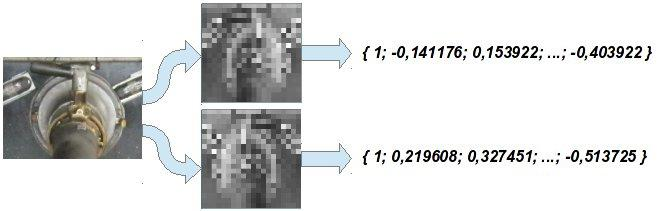 { 1; -0,141176; 0,153922; ...; -0,403922 }
{ 1; 0,219608; 0,327451; ...; -0,513725 }